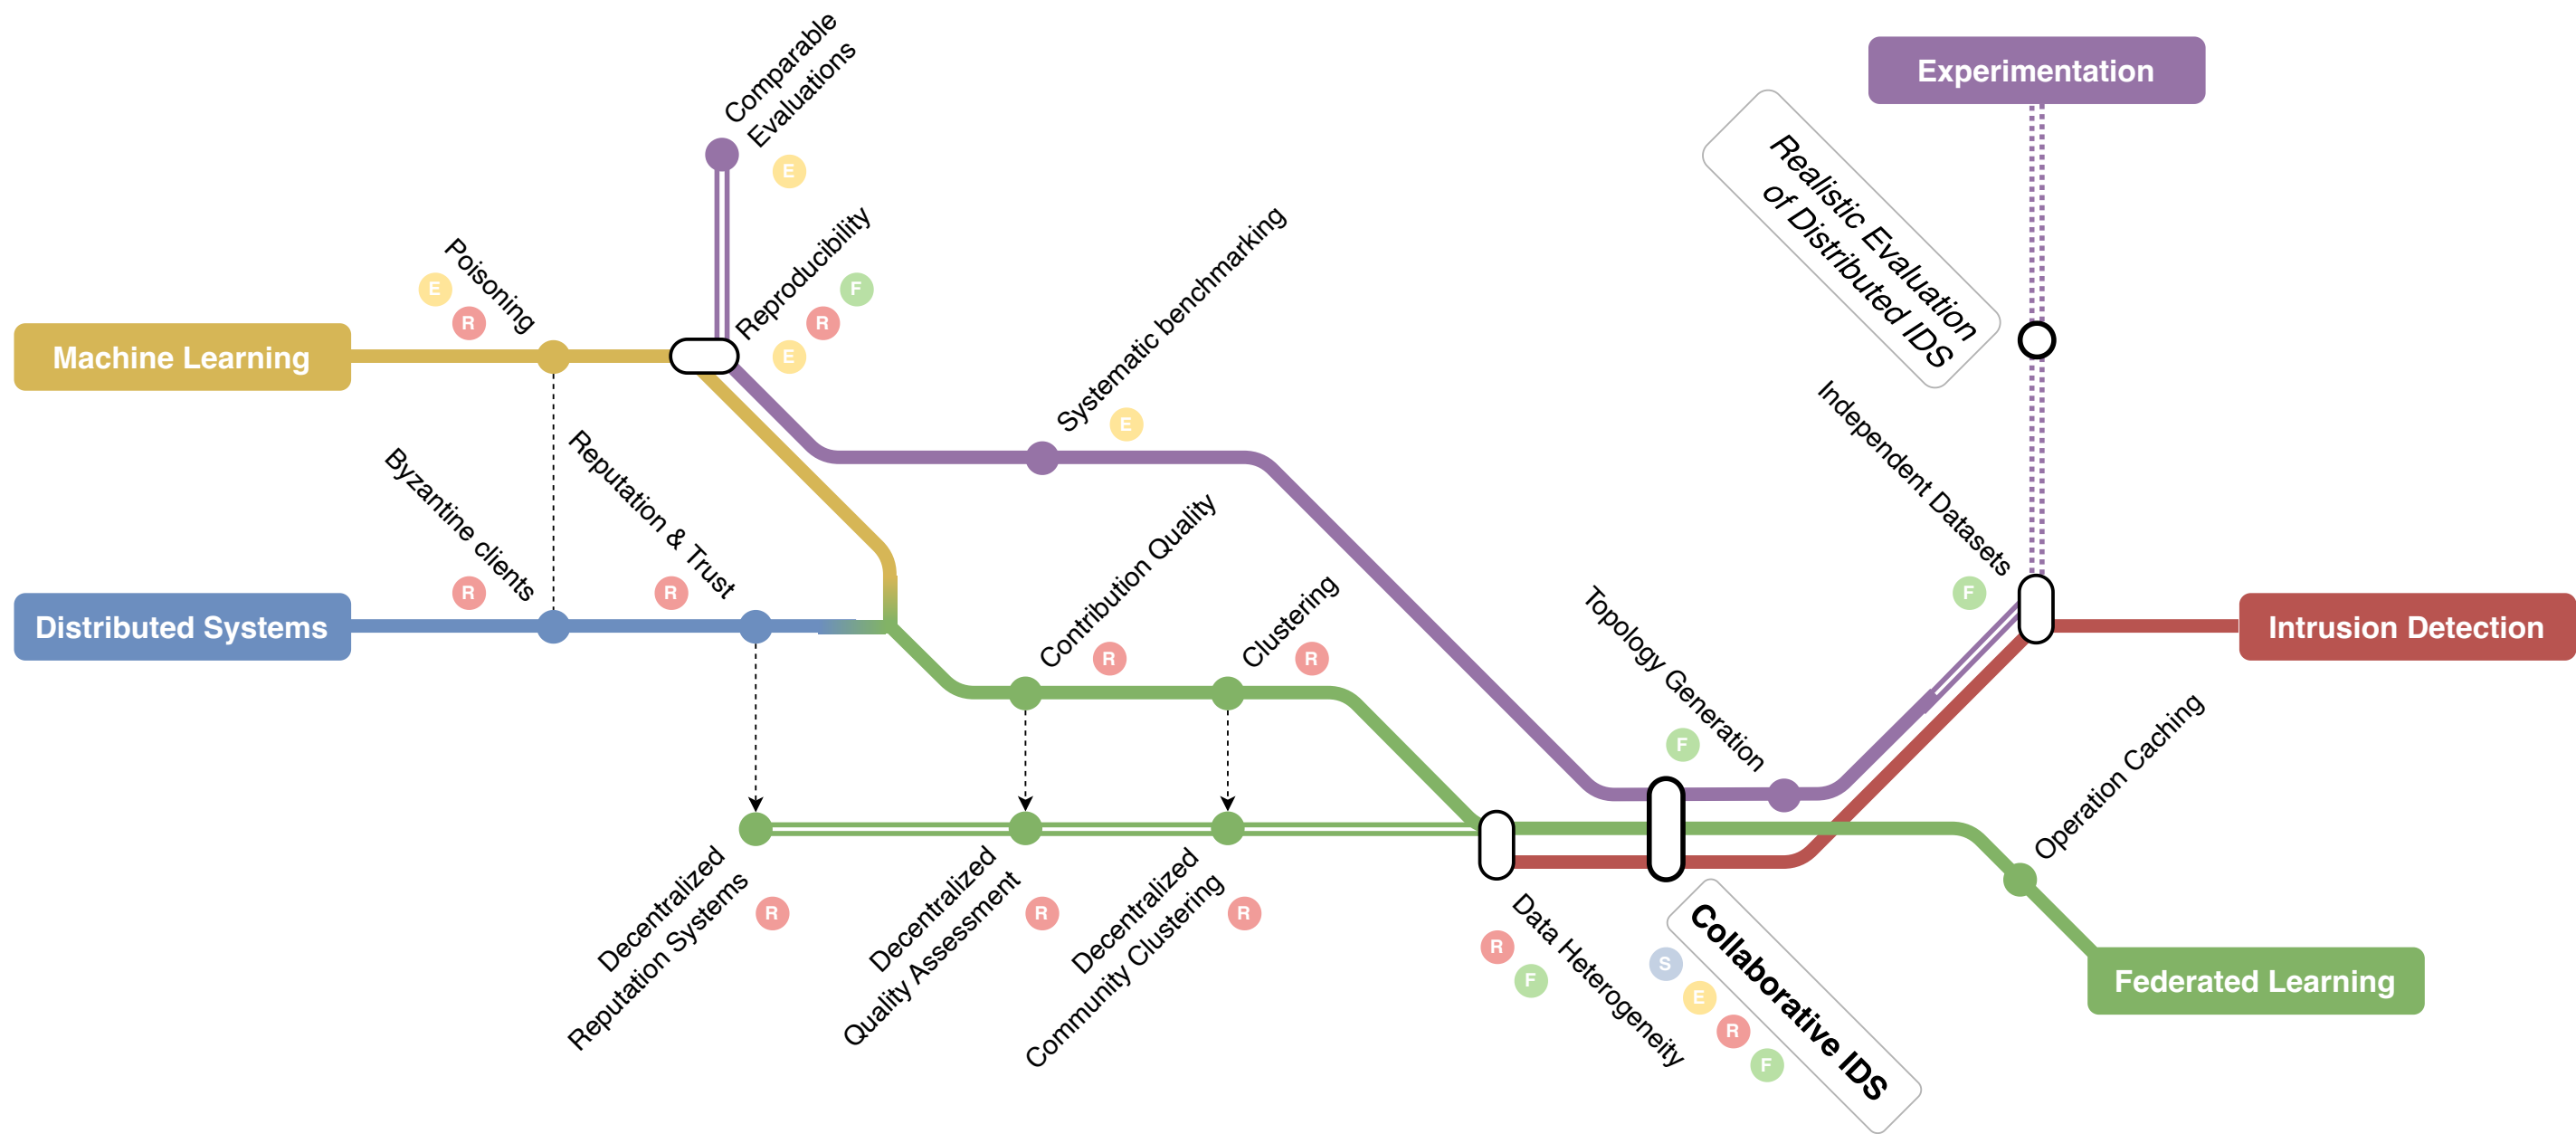 Comparable
Evaluations
E
Experimentation
Realistic Evaluation
of Distributed IDS
Poisoning
E
R
Reproducibility
F
R
E
Machine Learning
Systematic benchmarking
E
Independent Datasets
F
Byzantine clients
R
Reputation & Trust
R
Distributed Systems
Contribution Quality
R
Clustering
R
Topology Generation
F
Intrusion Detection
Operation Caching
Decentralized
Reputation Systems
R
Decentralized
Quality Assessment
R
Decentralized
Community Clustering
R
Data Heterogeneity
R
F
Collaborative IDS
S
E
R
F
Federated Learning